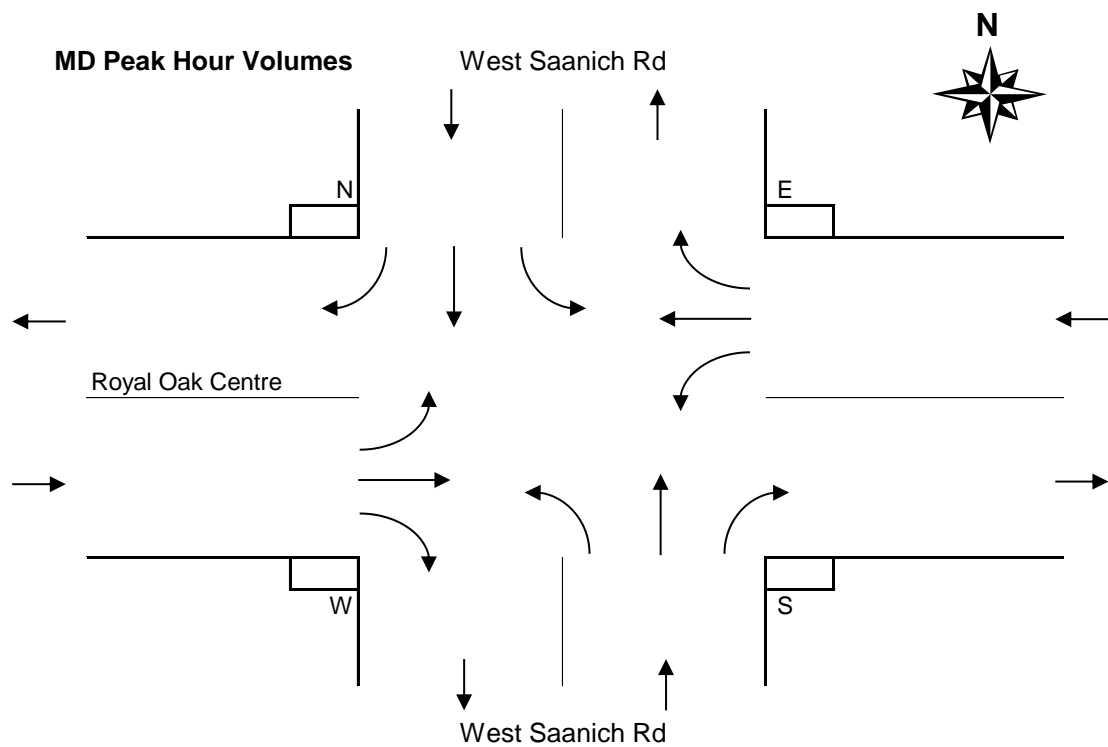 N
MD Peak Hour Volumes West Saanich Rd
N E
Royal Oak Centre
W S
West Saanich Rd